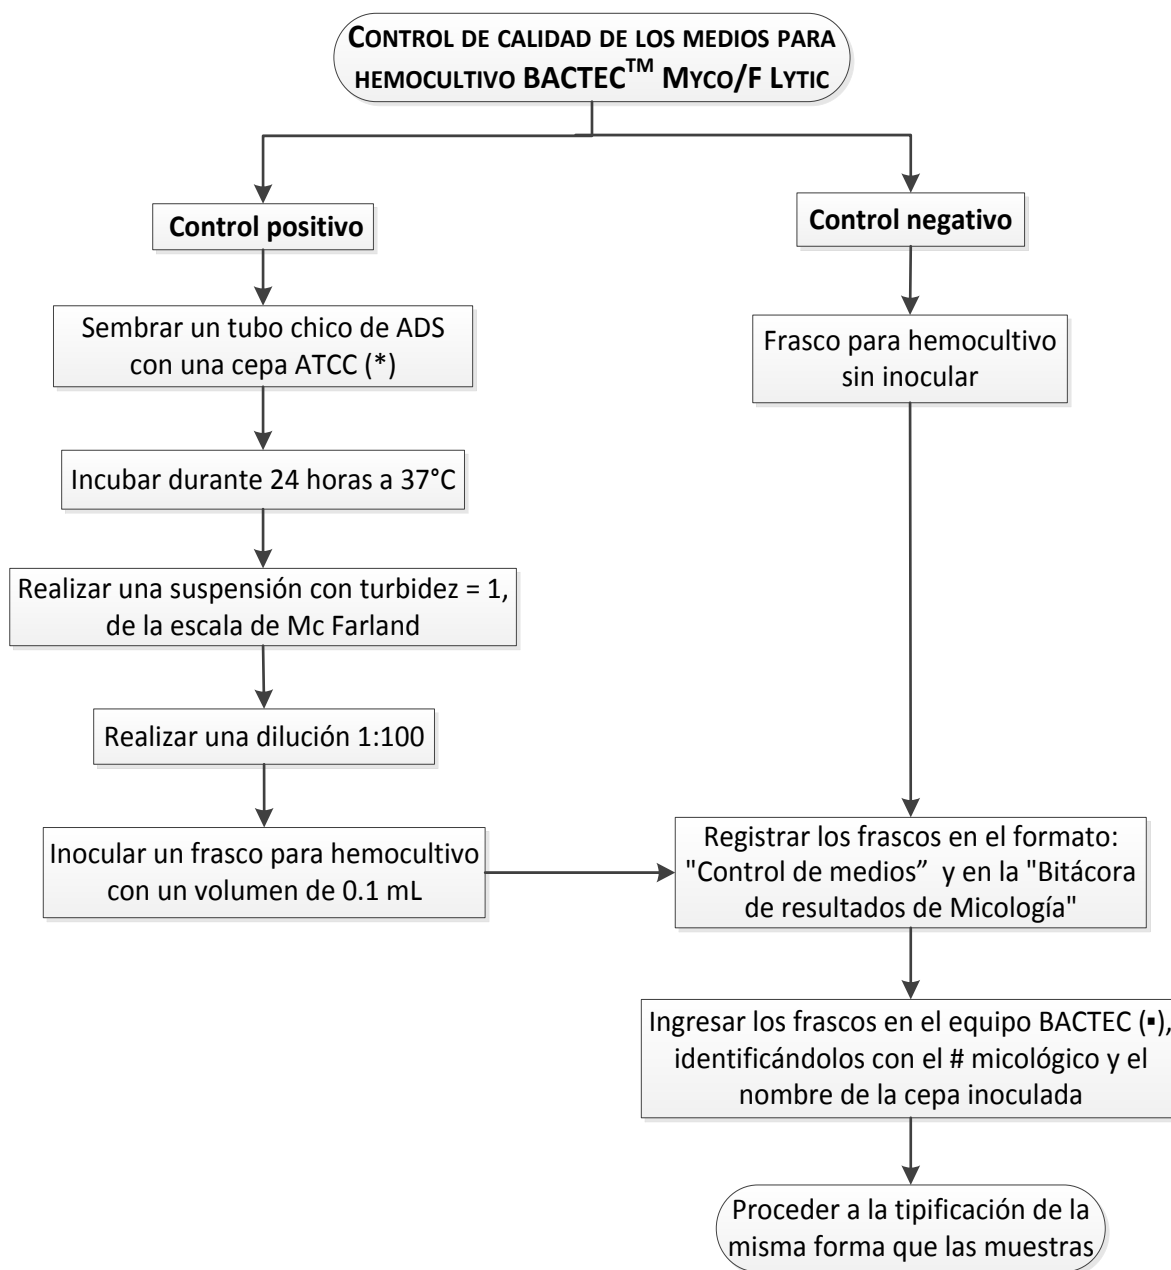 CONTROL DE CALIDAD DE LOS MEDIOS PARA
HEMOCULTIVO BACTEC™ MYCO/F LYTIC
Control positivo
Control negativo
Sembrar un tubo chico de ADS
con una cepa ATCC (*)
Frasco para hemocultivo
sin inocular
Incubar durante 24 horas a 37°C
Realizar una suspensión con turbidez = 1,
de la escala de Mc Farland
Realizar una dilución 1:100
Inocular un frasco para hemocultivo
con un volumen de 0.1 mL
Registrar los frascos en el formato:
"Control de medios” y en la "Bitácora
de resultados de Micología"
Ingresar los frascos en el equipo BACTEC (▪),
identificándolos con el # micológico y el
nombre de la cepa inoculada
Proceder a la tipificación de la
misma forma que las muestras